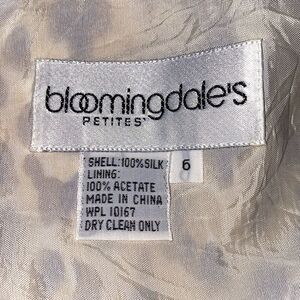 bloomingdale's
PETITES
SHELL:100%SILK
LINING:
100% ACETATE
MADE IN CHINA
WPL 10167
DRY CLEAN ONLY
6